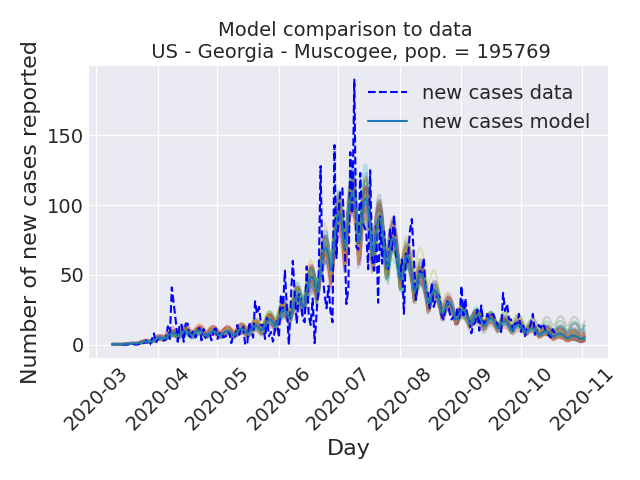 Model comparison to data
US - Georgia - Muscogee, pop. = 195769
Number of new cases reported
150
100
50
0
new cases data
new cases model
2020-03
2020-04
2020-05
2020-06
2020-07
2020-08
2020-09
2020-10
2020-11
Day